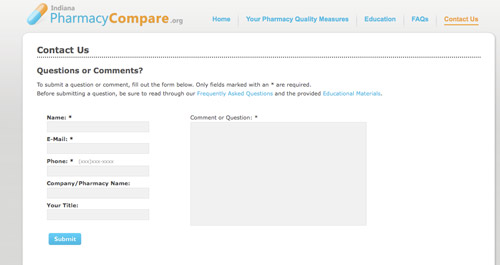 Indiana
PharmacyCompare.org
Home Your Pharmacy Quality Measures Education FAQs Contact Us
Contact Us
Questions or Comments?
To submit a question or comment, fill out the form below. Only fields marked with an * are required.
Before submitting a question, be sure to read through our Frequently Asked Questions and the provided Educational Materials.
Name: * Comment or Question: *
E-Mail: *
Phone: * (xxx)xxx-xxxx
Company/Pharmacy Name:
Your Title:
Submit